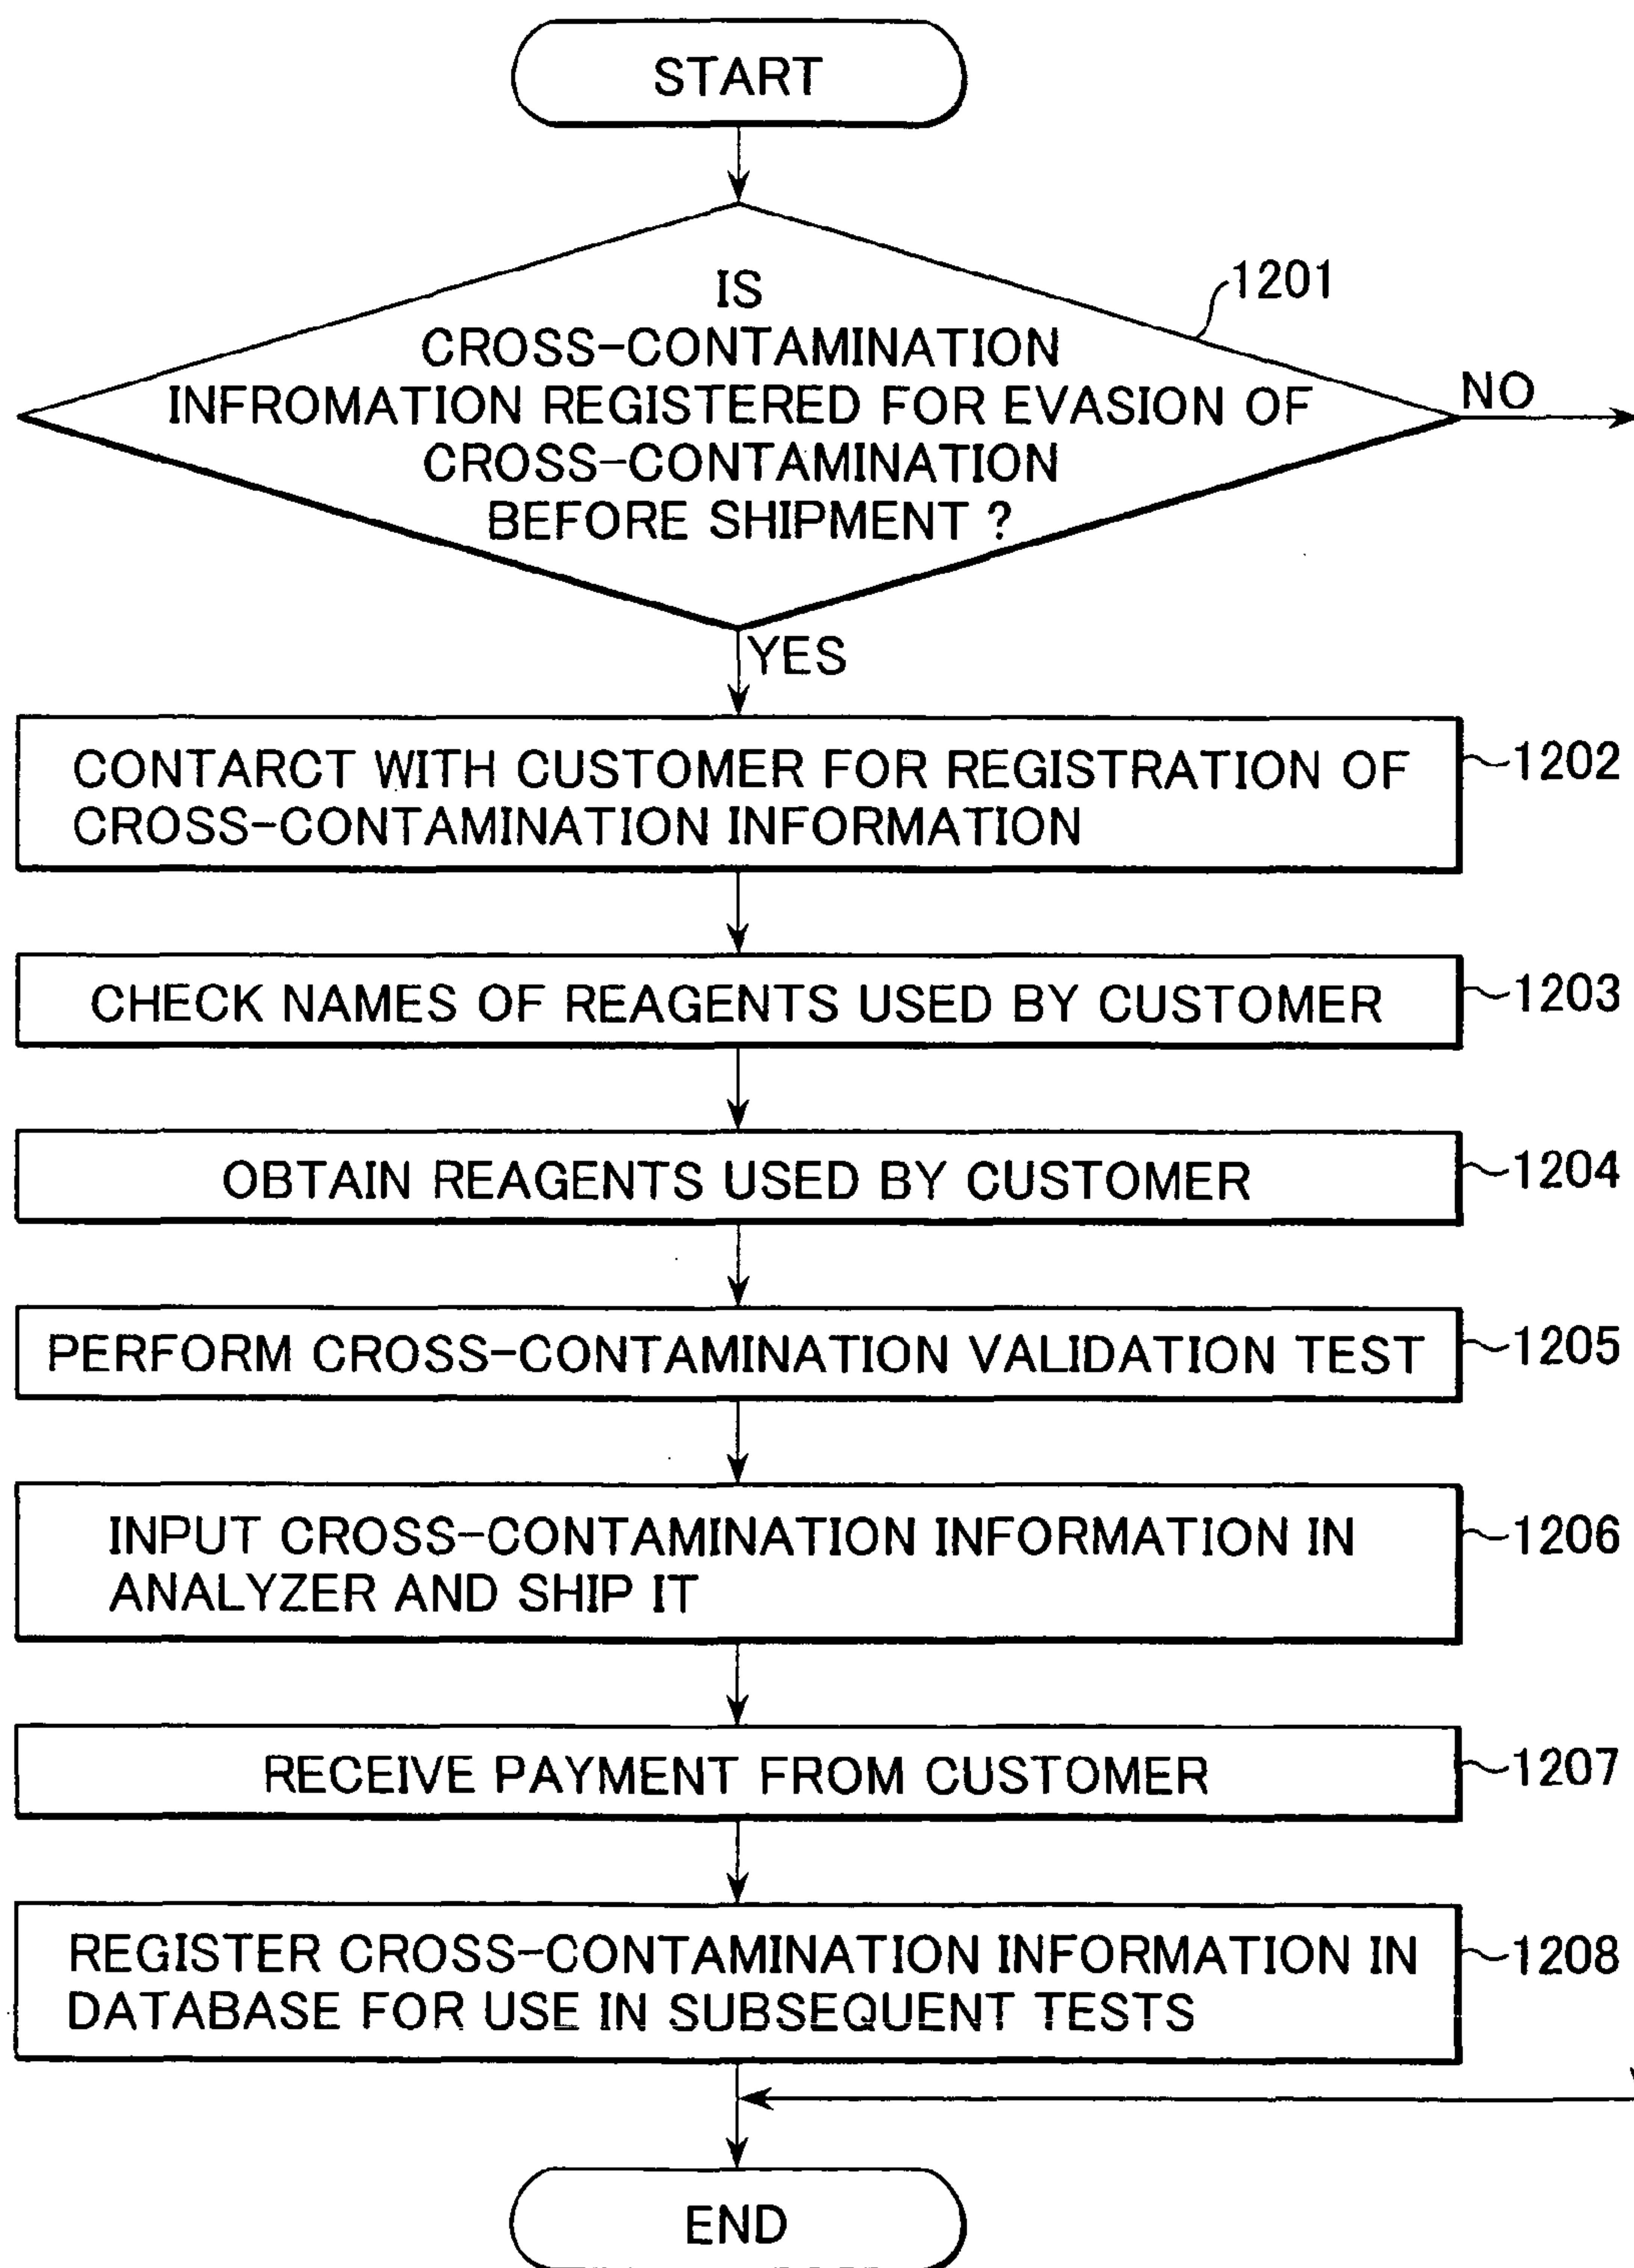 START
1201
IS
CROSS-CONTAMINATION
INFROMATION REGISTERED FOR EVASION OF
CROSS-CONTAMINATION
BEFORE SHIPMENT ?
NO
YES
CONTARCT WITH CUSTOMER FOR REGISTRATION OF
CROSS-CONTAMINATION INFORMATION
1202
CHECK NAMES OF REAGENTS USED BY CUSTOMER
1203
OBTAIN REAGENTS USED BY CUSTOMER
1204
PERFORM CROSS-CONTAMINATION VALIDATION TEST
1205
INPUT CROSS-CONTAMINATION INFORMATION IN
ANALYZER AND SHIP IT
1206
RECEIVE PAYMENT FROM CUSTOMER
1207
REGISTER CROSS-CONTAMINATION INFORMATION IN
DATABASE FOR USE IN SUBSEQUENT TESTS
1208
END